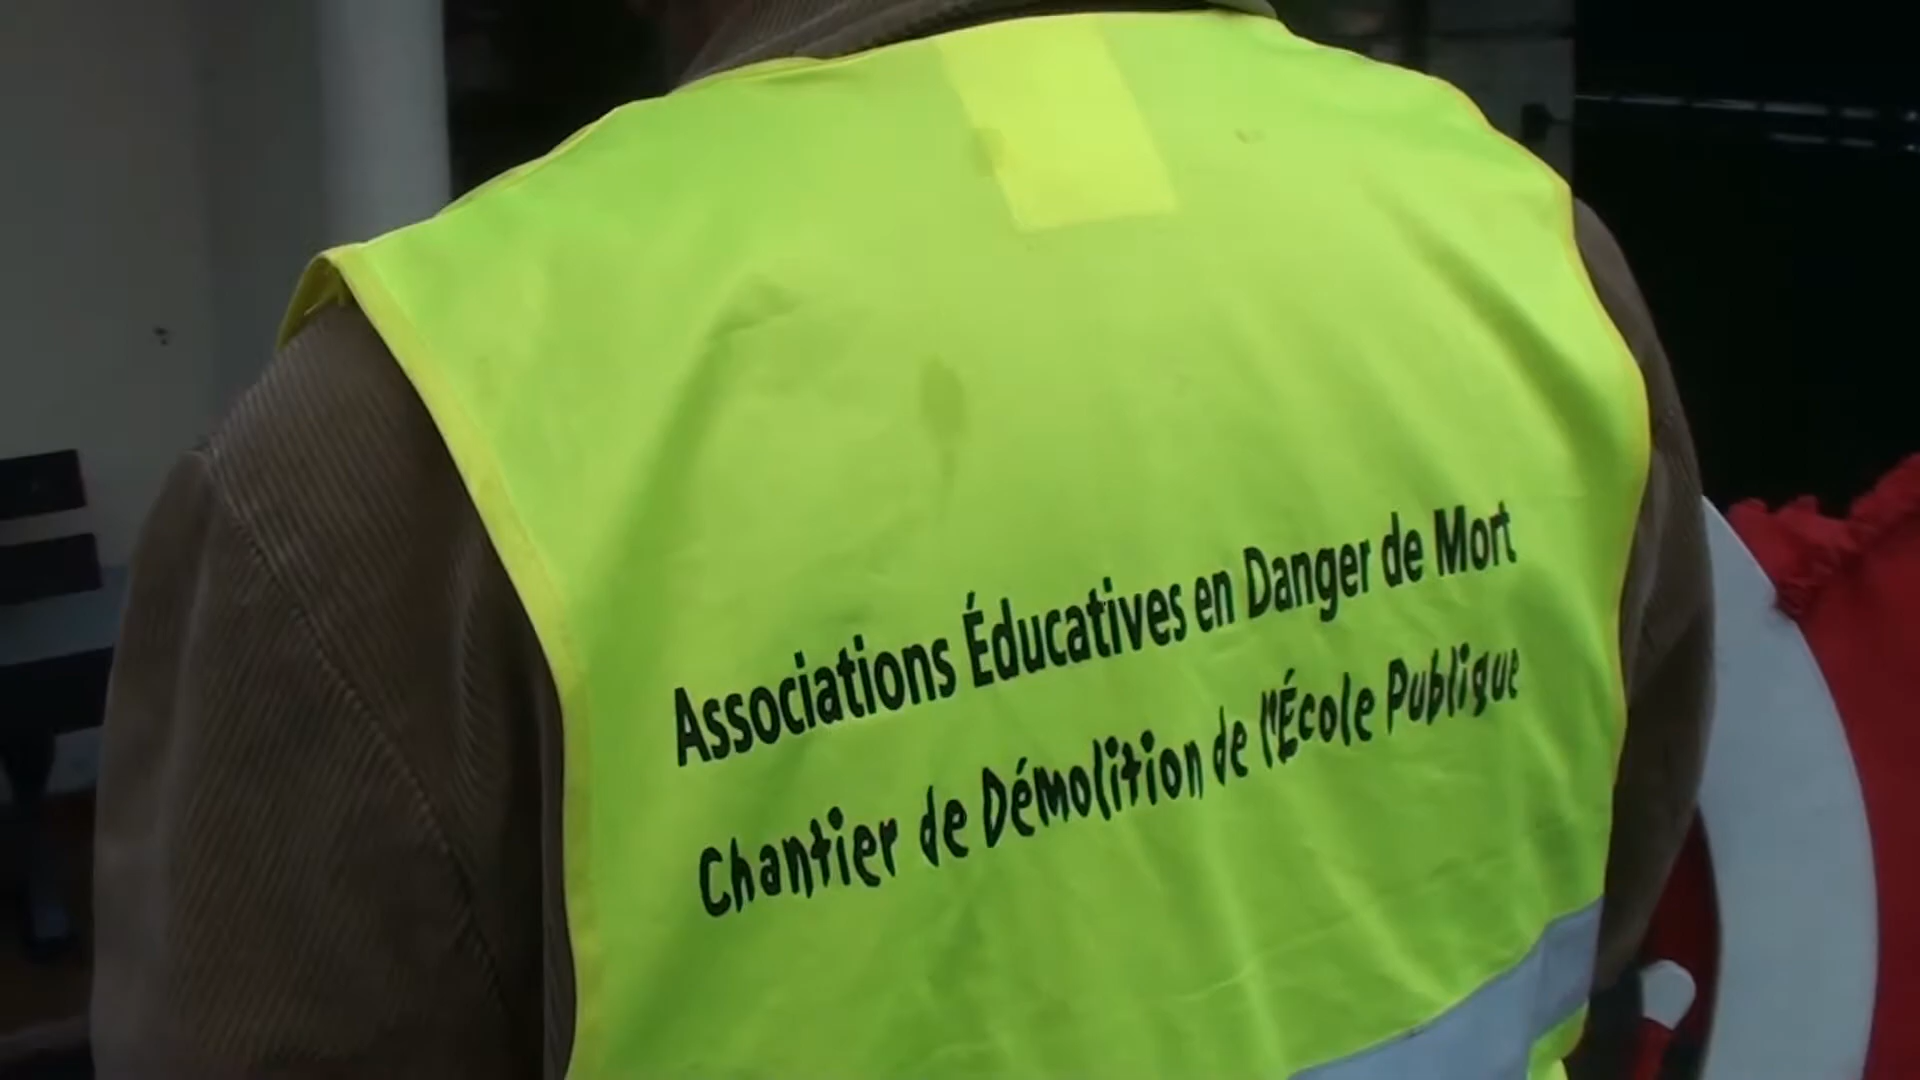 Associations Éducatives en Danger de Mort
Chantier de Démolition de l'École Publique